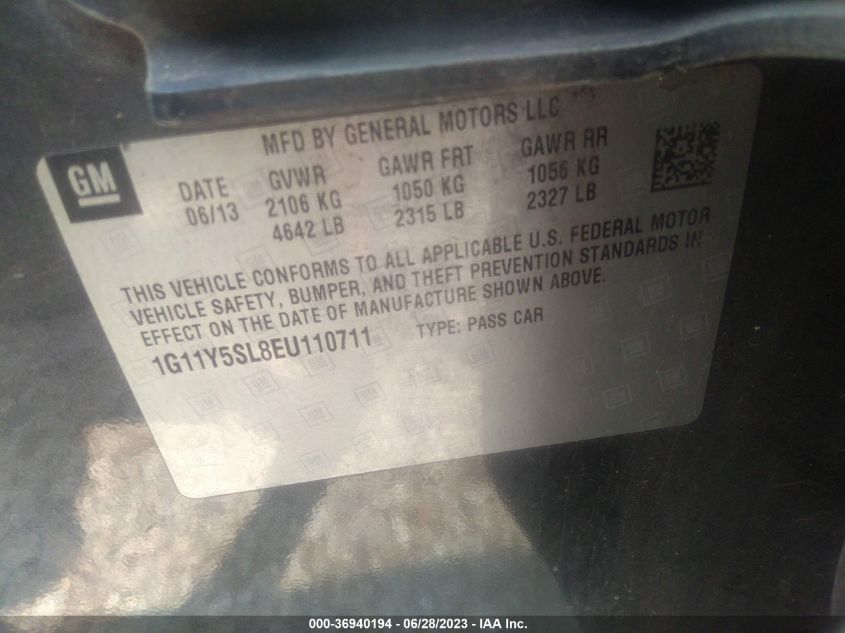 MFD BY GENERAL MOTORS LLC
GM
DATE GVWR GAWR FRT GAWR RR
06/13 2106 KG 1050 KG 1056 KG
4642 LB 2315 LB 2327 LB
THIS VEHICLE CONFORMS TO ALL APPLICABLE U.S. FEDERAL MOTOR
VEHICLE SAFETY, BUMPER, AND THEFT PREVENTION STANDARDS IN
EFFECT ON THE DATE OF MANUFACTURE SHOWN ABOVE.
1G11Y5SL8EU110711 TYPE: PASS CAR
000-36940194 - 06/28/2023 - IAA Inc.